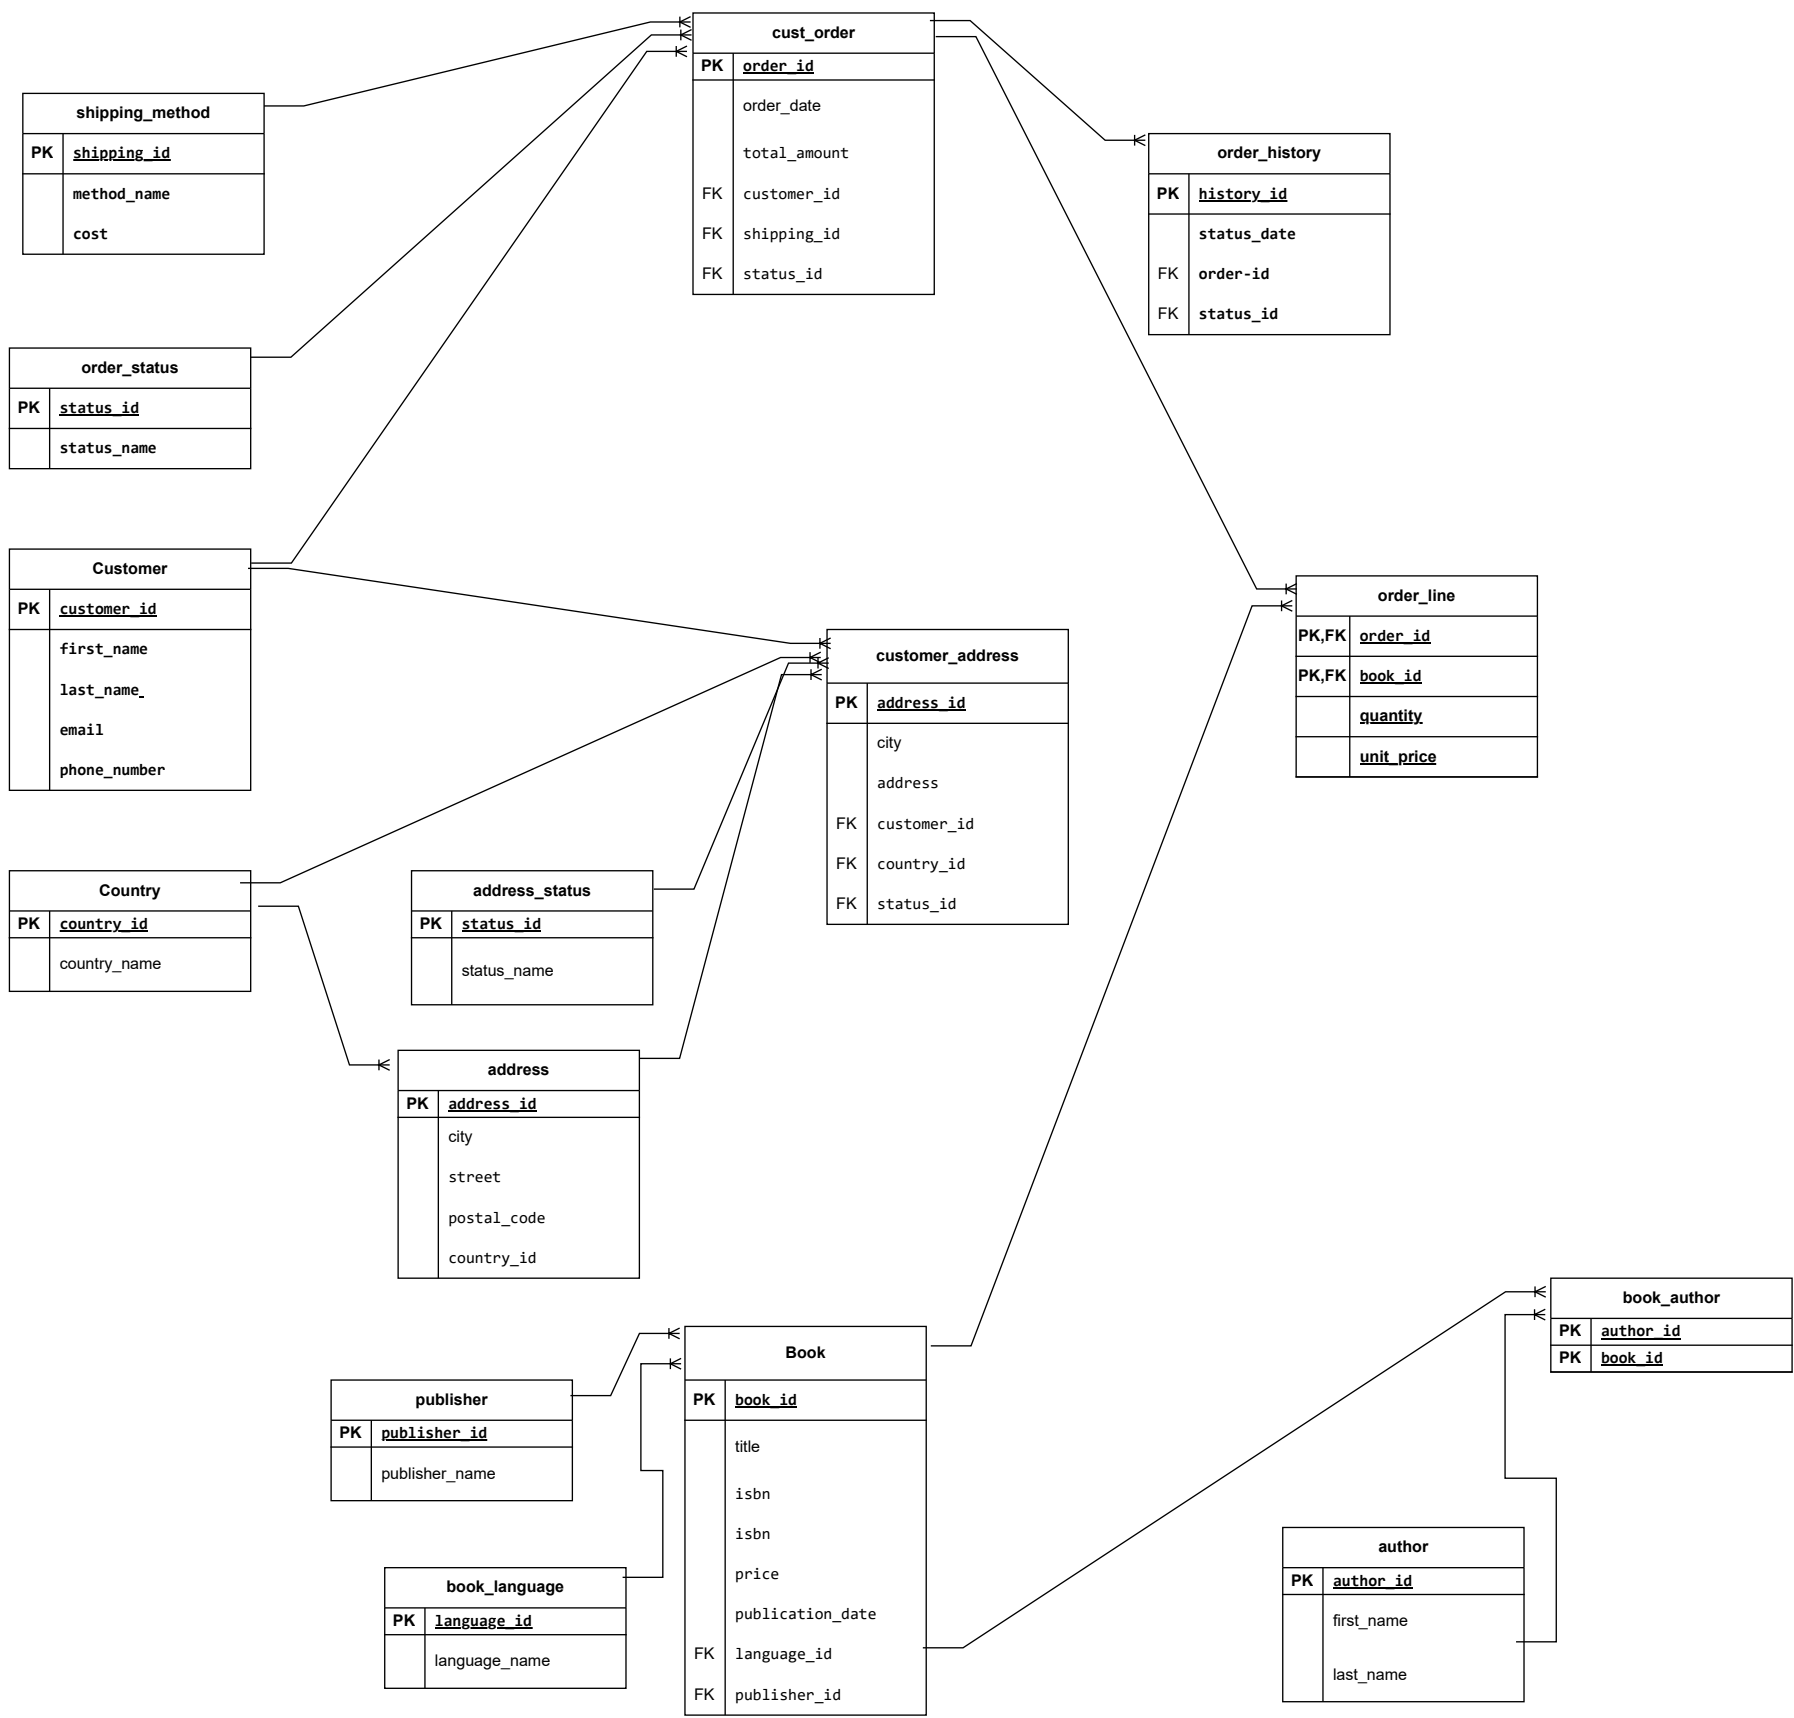 cust_order
PK order_id
order_date
total_amount
FK customer_id
FK shipping_id
FK status_id
shipping_method
PK shipping_id
method_name
cost
order_history
PK history_id
status_date
FK order-id
FK status_id
order_status
PK status_id
status_name
Customer
PK customer_id
first_name
last_name_
email
phone_number
order_line
PK,FK order_id
PK,FK book_id
quantity
unit_price
customer_address
PK address_id
city
address
FK customer_id
FK country_id
FK status_id
Country
PK country_id
country_name
address_status
PK status_id
status_name
address
PK address_id
city
street
postal_code
country_id
book_author
PK author_id
PK book_id
Book
PK book_id
title
isbn
isbn
price
publication_date
FK language_id
FK publisher_id
publisher
PK publisher_id
publisher_name
book_language
PK language_id
language_name
author
PK author_id
first_name
last_name